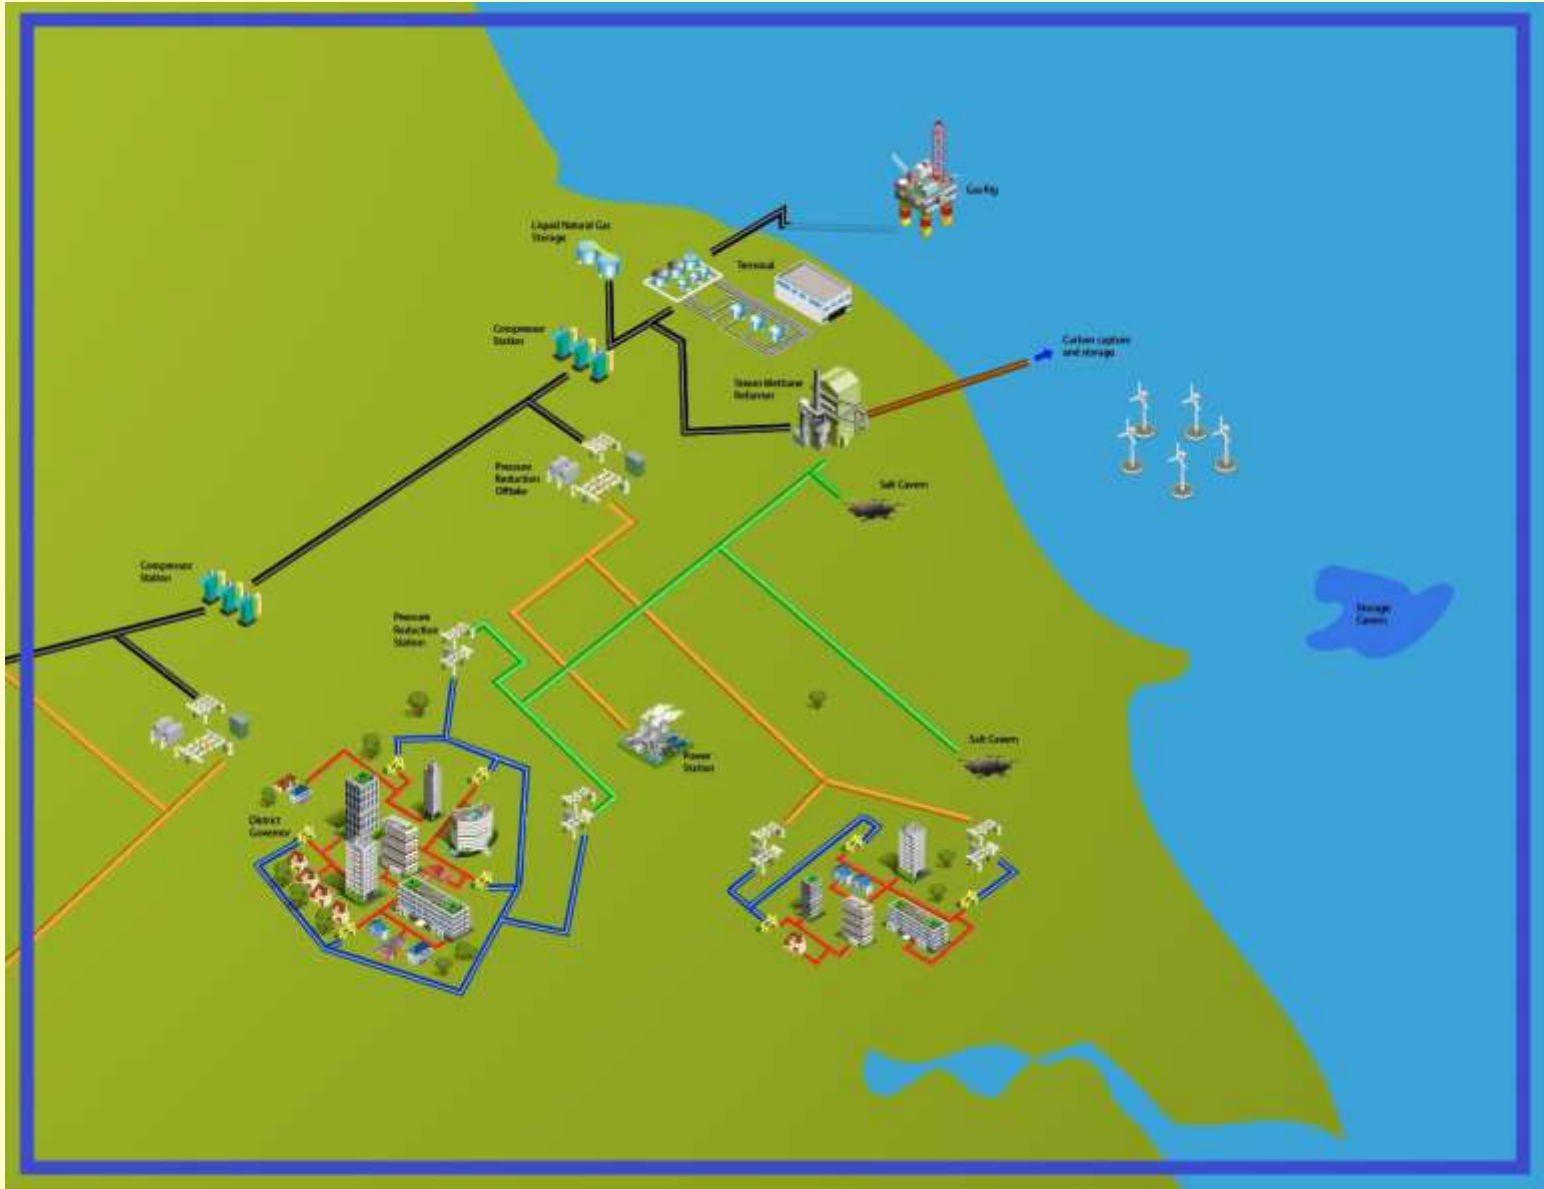 Gas Rig
Liquid Natural Gas
Storage
Terminal
Compressor
Station
Carbon capture
and storage
Steam Methane
Reformer
Pressure
Reduction
Offtake
Salt Cavern
Compressor
Station
Storage
Cavern
Pressure
Reduction
Station
Salt Cavern
Power
Station
District
Governor